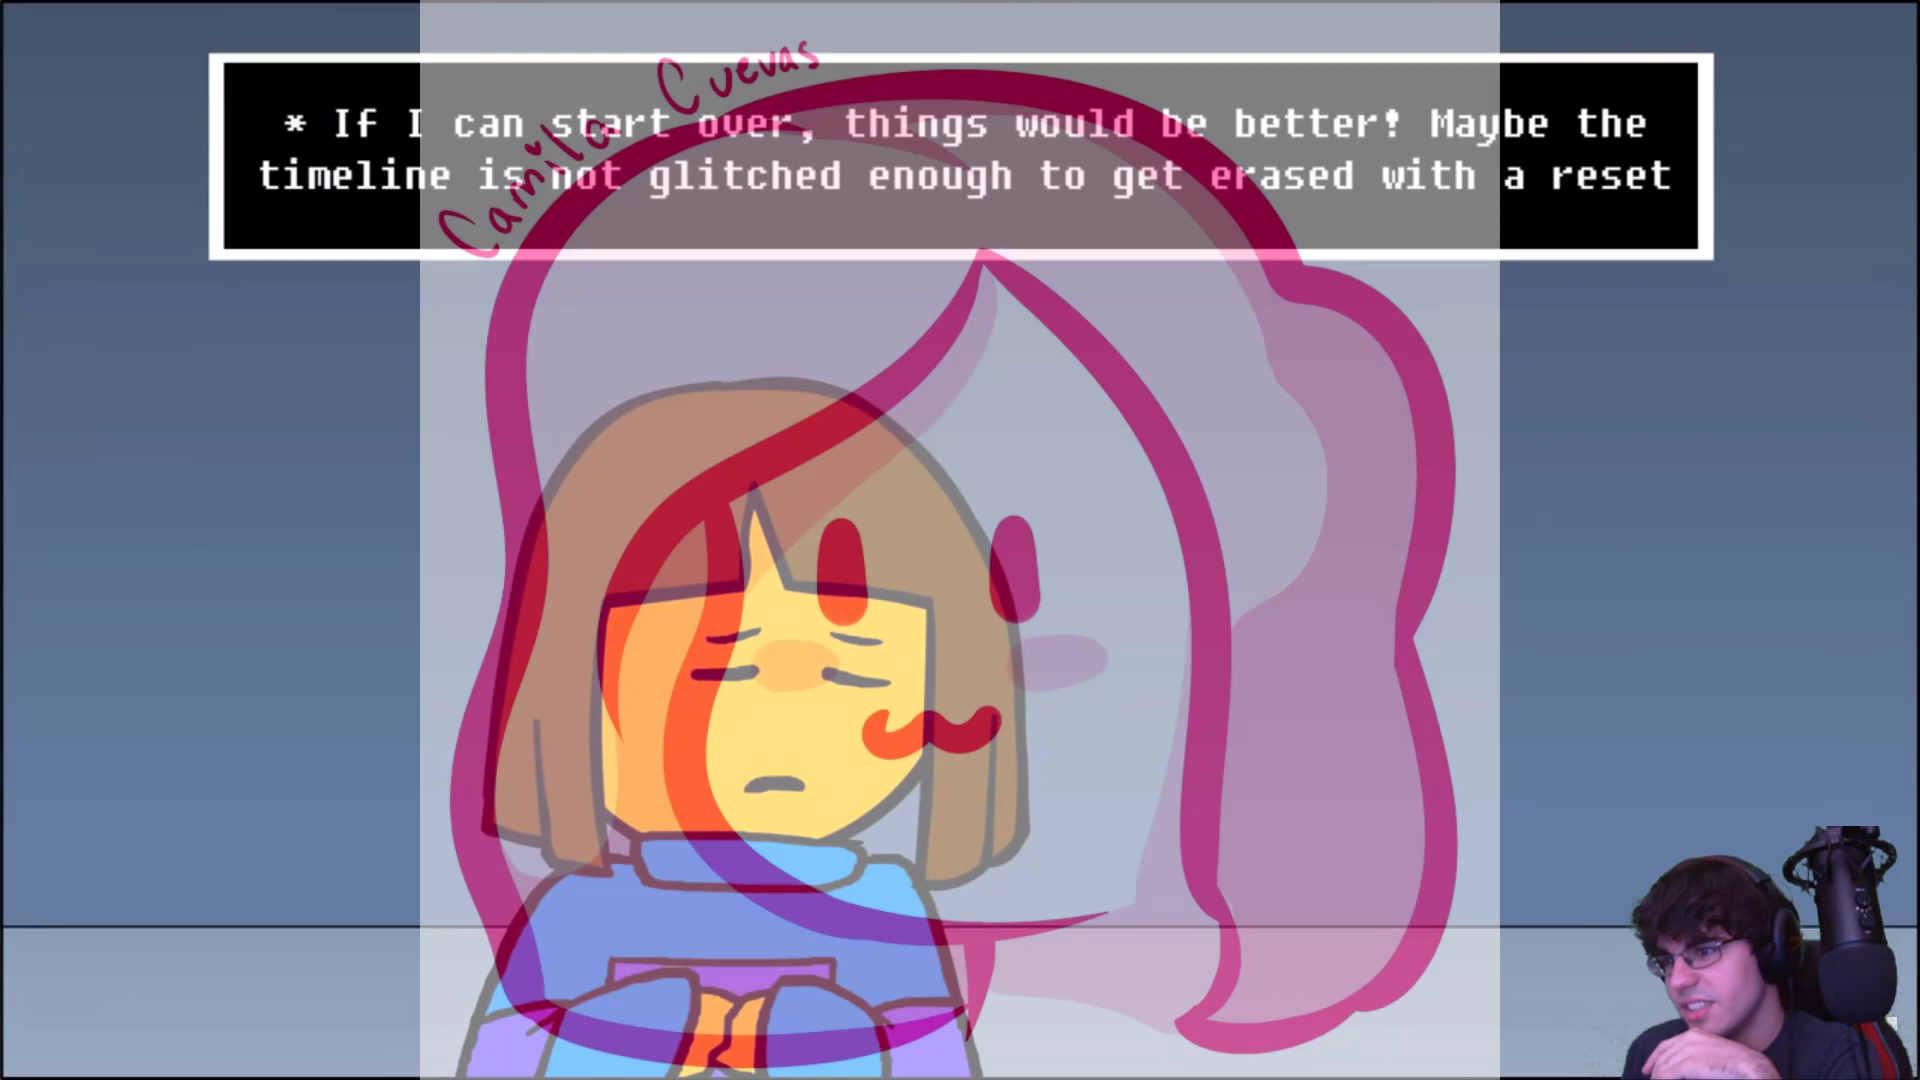 Camila Cuevas
* If I can start over, things would be better! Maybe the
timeline is not glitched enough to get erased with a reset